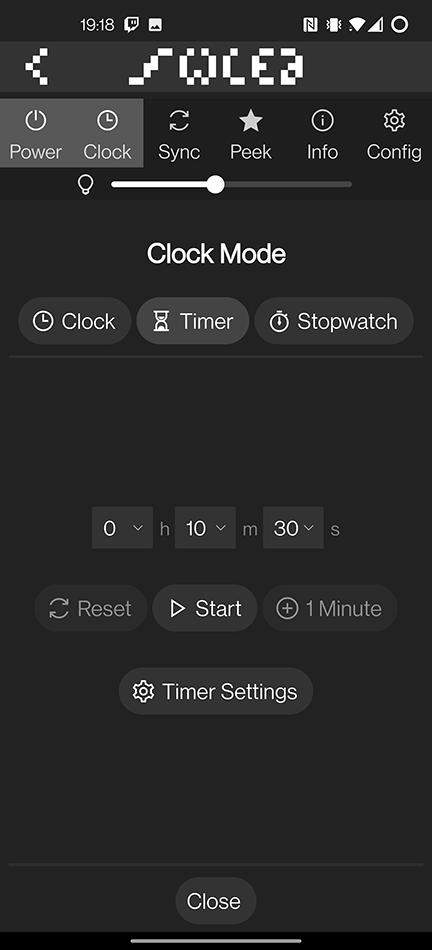 19:18
Power Clock Sync Peek Info Config
Clock Mode
Clock Timer Stopwatch
0 h 10 m 30 s
Reset Start 1 Minute
Timer Settings
Close